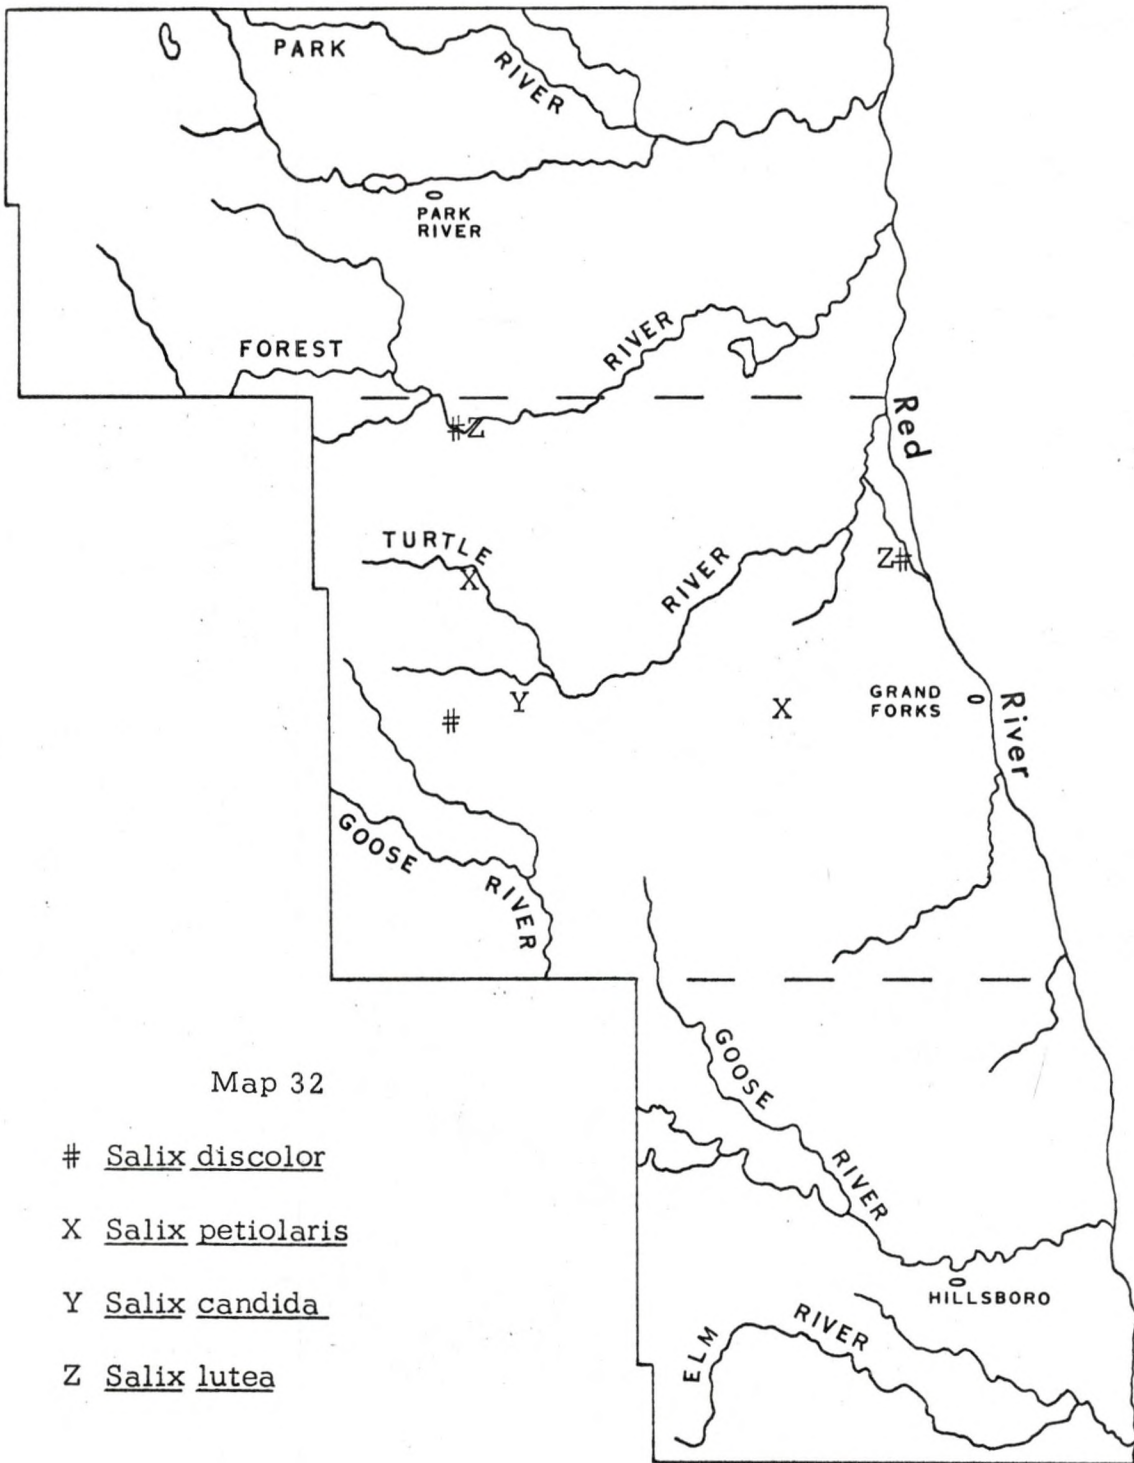 PARK
RIVER
PARK
RIVER
FOREST
RIVER
Red
#Z
TURTLE
X
RIVER
Z#
Y
#
X
GRAND
FORKS
River
GOOSE
RIVER
GOOSE
RIVER
HILLSBORO
ELM
RIVER
Map 32
# Salix discolor
X Salix petiolaris
Y Salix candida
Z Salix lutea